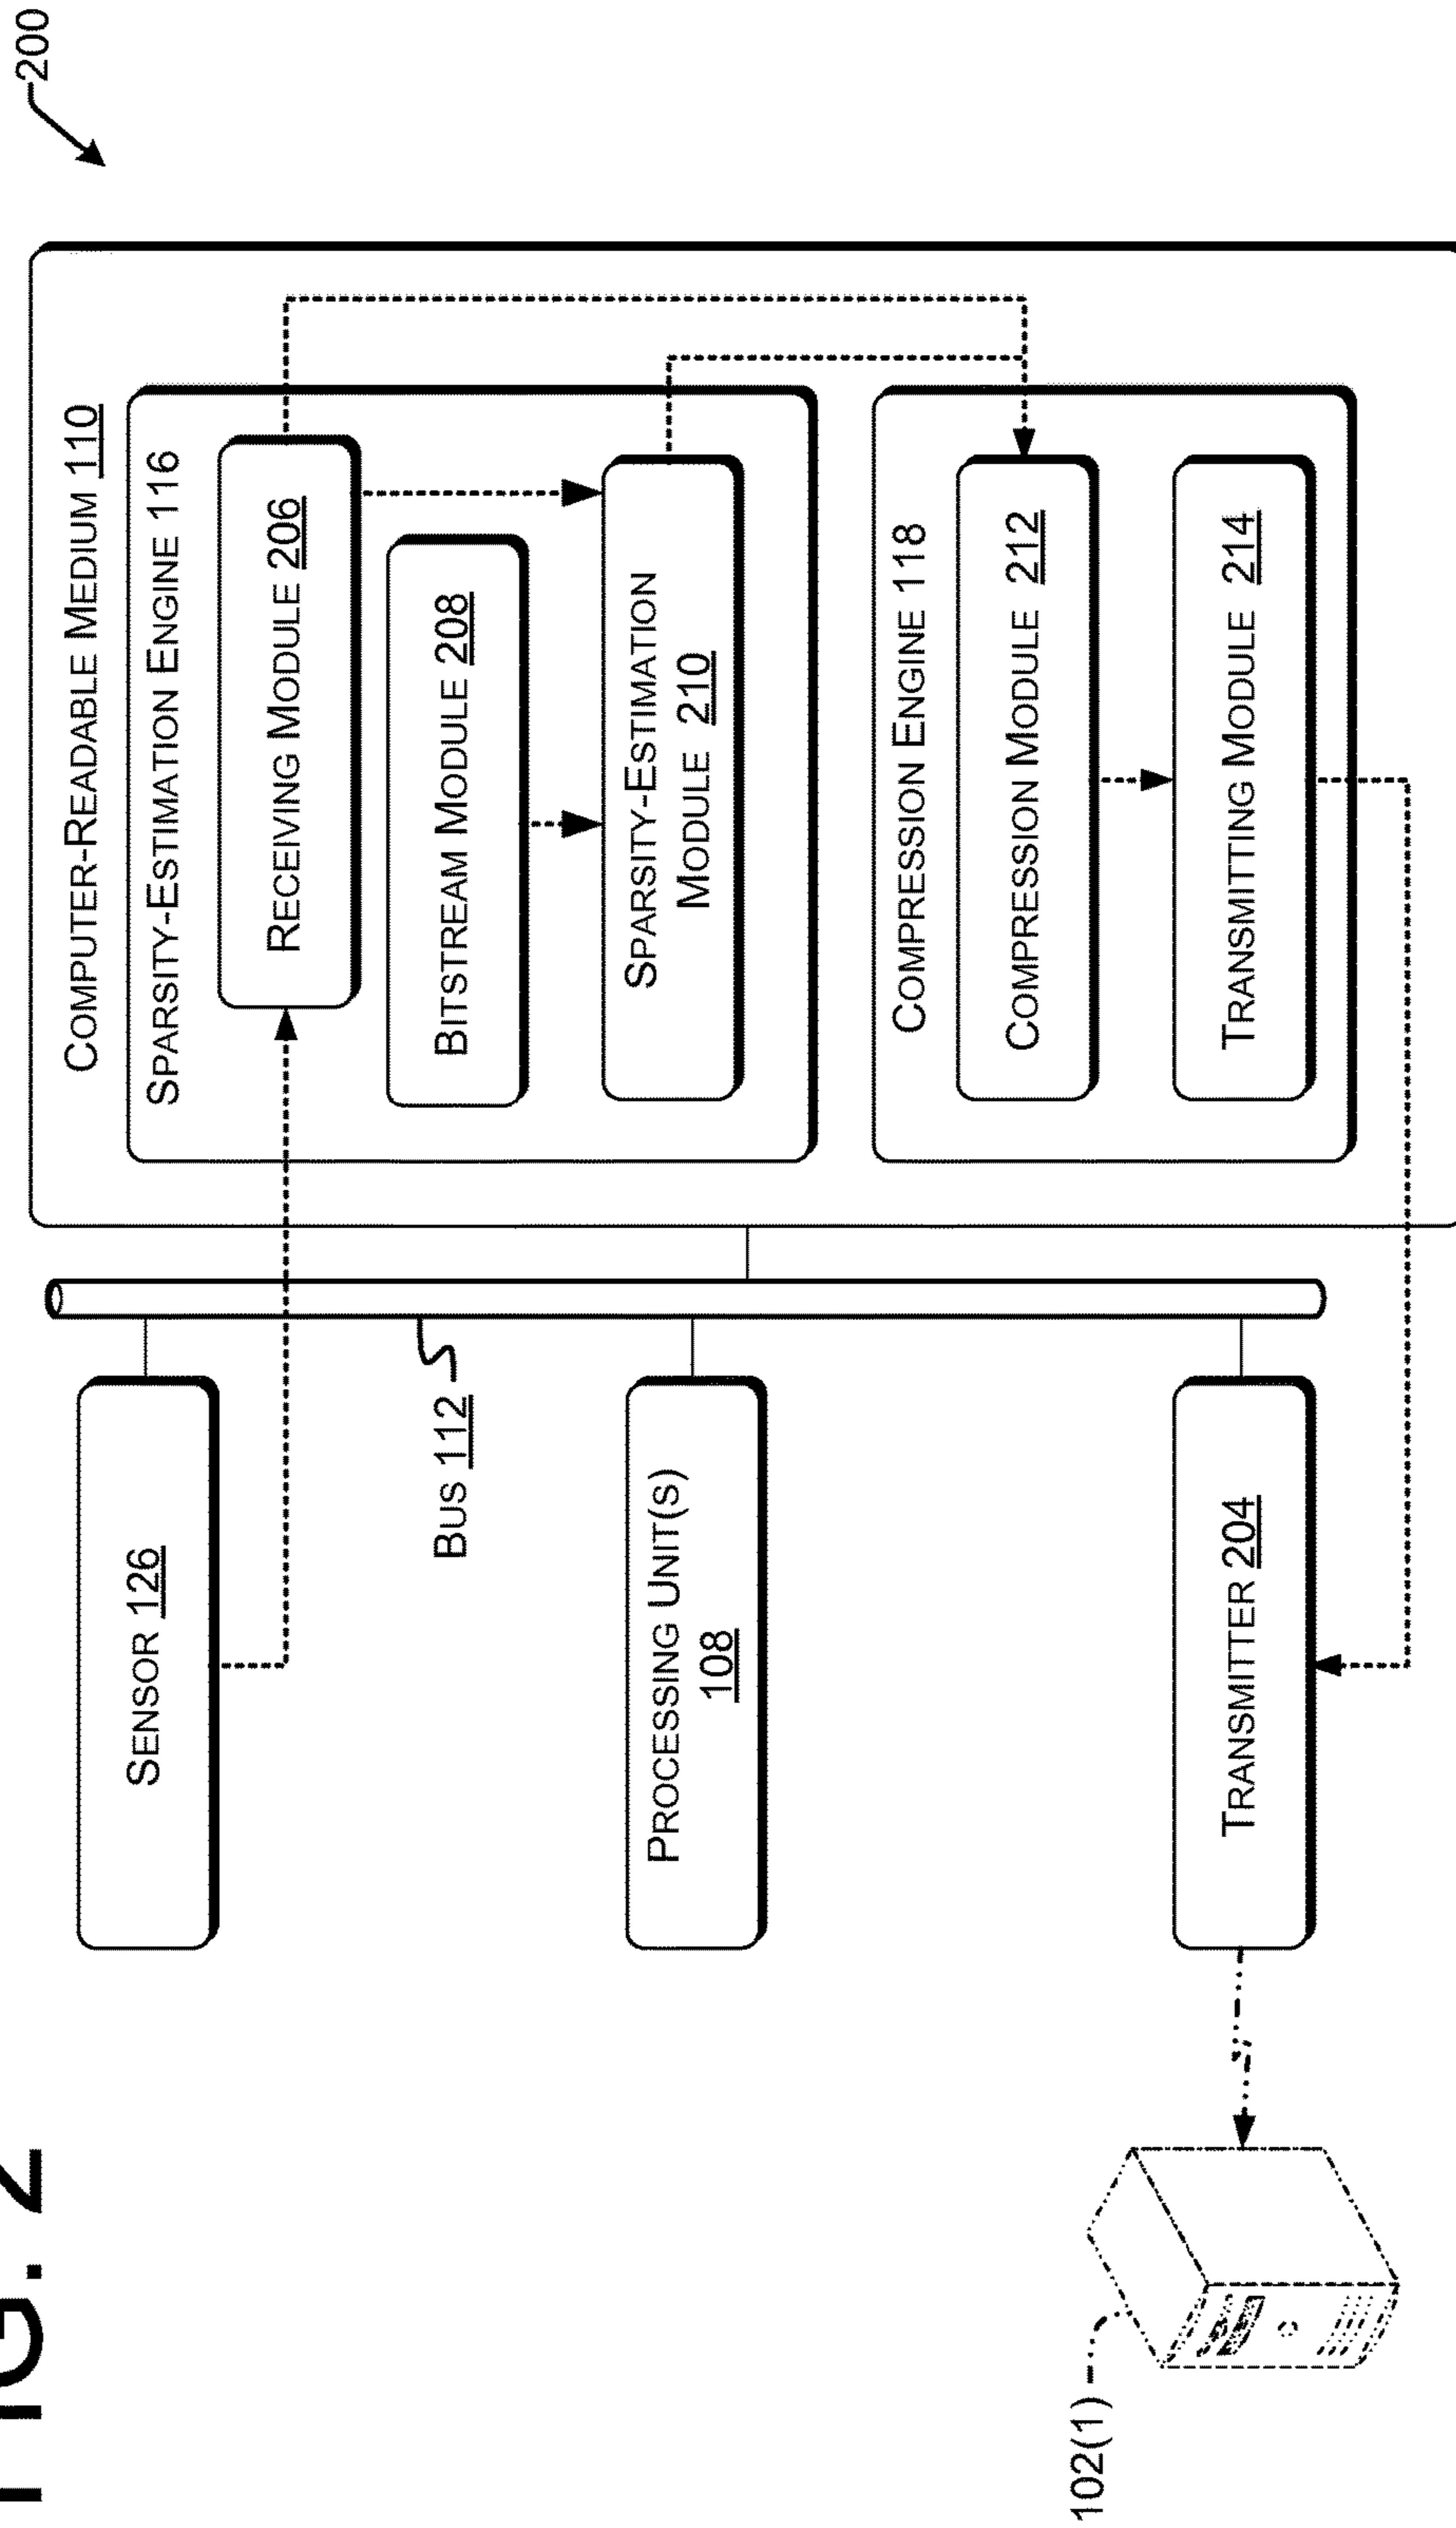 FIG. 2
200
COMPUTER-READABLE MEDIUM 110
SPARSITY-ESTIMATION ENGINE 116
SENSOR 126
RECEIVING MODULE 206
BUS 112
BITSTREAM MODULE 208
PROCESSING UNIT(S)
108
SPARSITY-ESTIMATION
MODULE 210
COMPRESSION ENGINE 118
COMPRESSION MODULE 212
102(1)
TRANSMITTER 204
TRANSMITTING MODULE 214